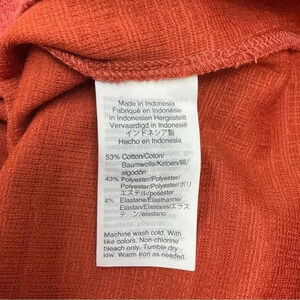 Made in Indonesia
Fabriqué en Indonésie
in Indonesien Hergestellt
Vervaardigd in Indonesië
インドネシア製
Hecho en Indonesia
53% Cotton/Coton/
Baumwolle/Katoen/綿/
algodón
43% Polyester/Polyester/
Polyester/Polyester/ポリ
エステル/poliéster
4% Elastane/Élasthanne/
Elastan/Elastaan/エラス
テーン/elastano
Machine wash cold. With
like colors. Non-chlorine
bleach only. Tumble dry
low. Warm iron as needed.